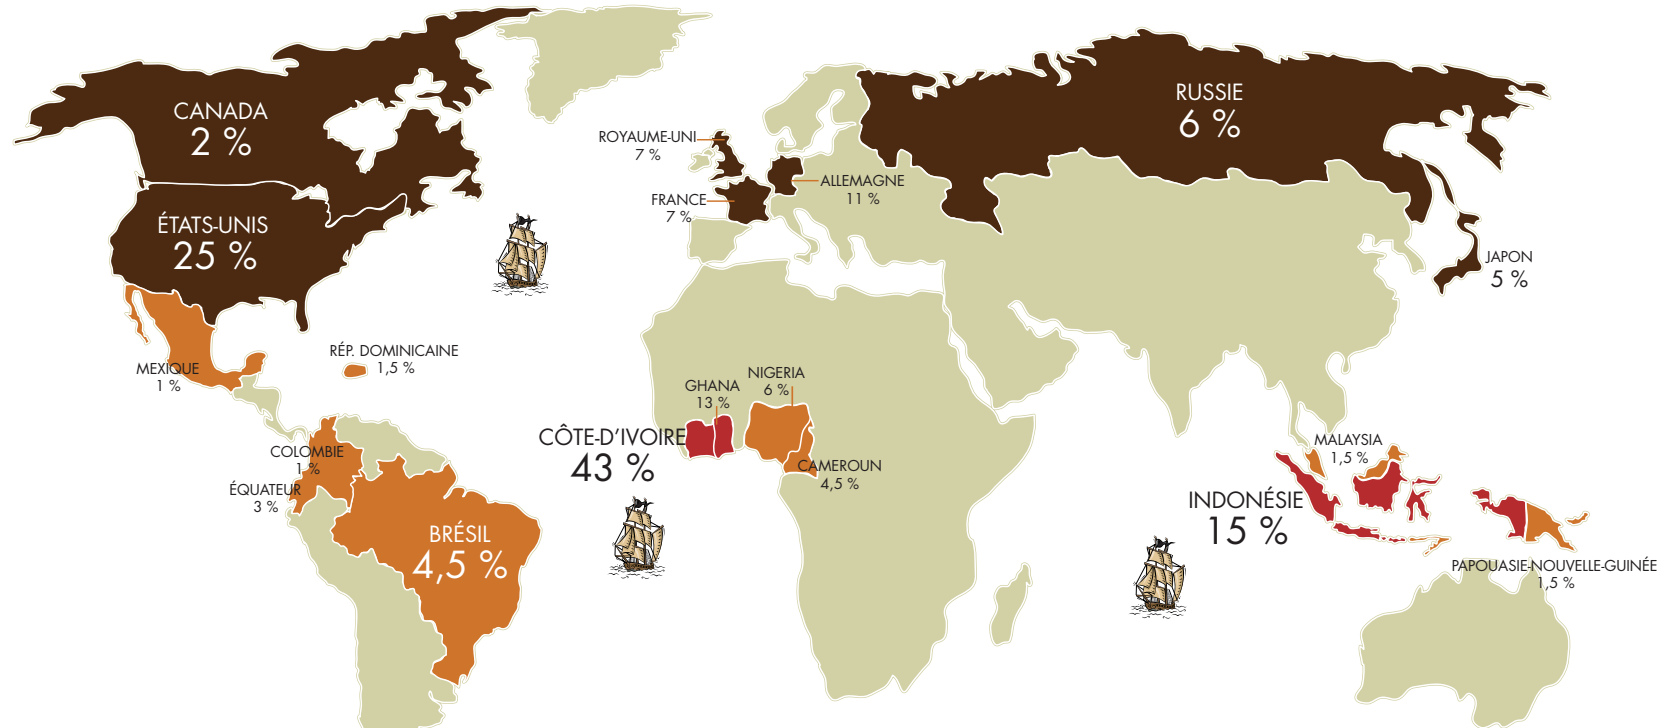 CANADA
2 %
ÉTATS-UNIS
25 %
MEXIQUE
1 %
RÉP. DOMINICAINE
1,5 %
COLOMBIE
1 %
ÉQUATEUR
3 %
BRÉSIL
4,5 %
ROYAUME-UNI
7 %
FRANCE
7 %
ALLEMAGNE
11 %
RUSSIE
6 %
JAPON
5 %
GHANA
13 %
NIGERIA
6 %
CÔTE-D’IVOIRE
43 %
CAMEROUN
4,5 %
MALAYSIA
1,5 %
INDONÉSIE
15 %
PAPOUASIE-NOUVELLE-GUINÉE
1,5 %